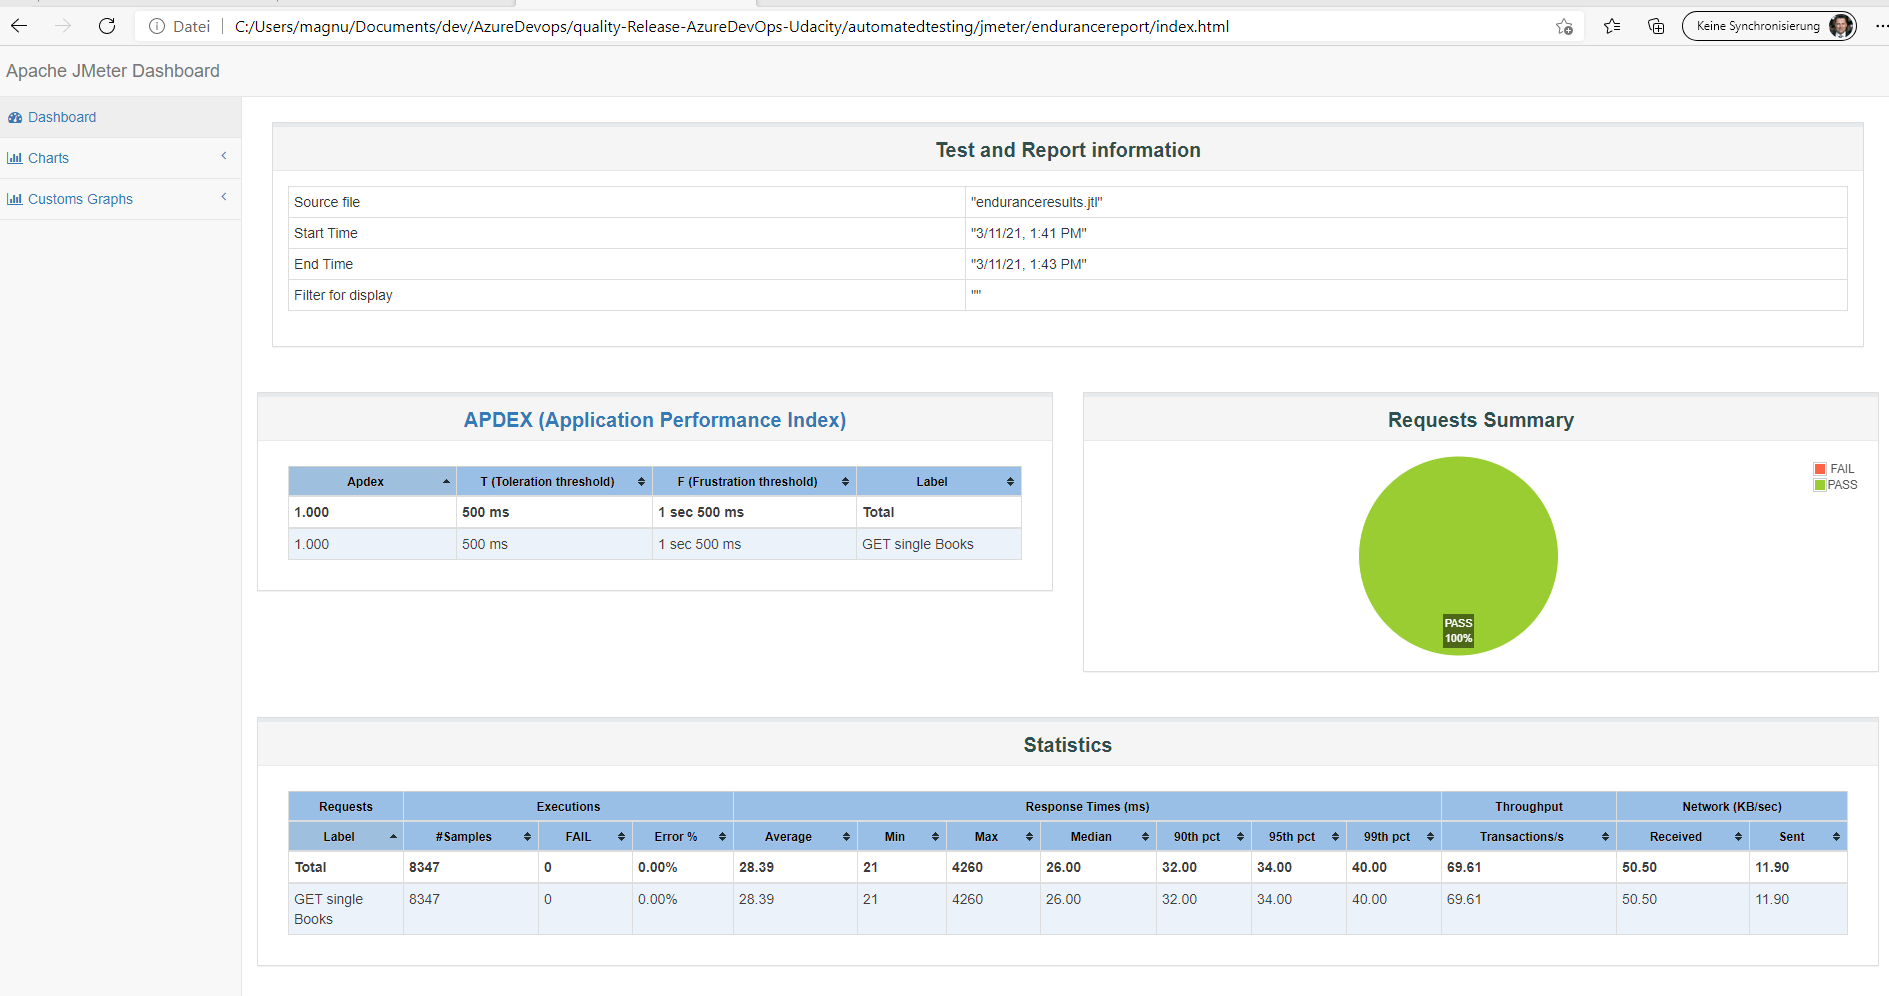 Datei C:/Users/magnu/Documents/dev/AzureDevops/quality-Release-AzureDevOps-Udacity/automatedtesting/jmeter/endurancereport/index.html Keine Synchronisierung
Apache JMeter Dashboard
Dashboard
Charts
Customs Graphs
Test and Report information
Source file "enduranceresults.jtl"
Start Time "3/11/21, 1:41 PM"
End Time "3/11/21, 1:43 PM"
Filter for display ""
APDEX (Application Performance Index)
Apdex T (Toleration threshold) F (Frustration threshold) Label
1.000 500 ms 1 sec 500 ms Total
1.000 500 ms 1 sec 500 ms GET single Books
Requests Summary
FAIL
PASS
PASS
100%
Statistics
Requests Executions Response Times (ms) Throughput Network (KB/sec)
Label #Samples FAIL Error % Average Min Max Median 90th pct 95th pct 99th pct Transactions/s Received Sent
Total 8347 0 0.00% 28.39 21 4260 26.00 32.00 34.00 40.00 69.61 50.50 11.90
GET single 8347 0 0.00% 28.39 21 4260 26.00 32.00 34.00 40.00 69.61 50.50 11.90
Books